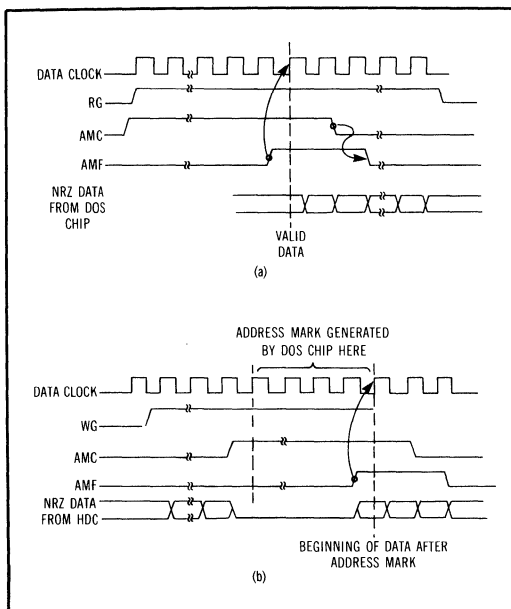 DATA CLOCK
RG
AMC
AMF
NRZ DATA
FROM DOS
CHIP
VALID
DATA
(a)
ADDRESS MARK GENERATED
BY DOS CHIP HERE
DATA CLOCK
WG
AMC
AMF
NRZ DATA
FROM HDC
BEGINNING OF DATA AFTER
ADDRESS MARK
(b)